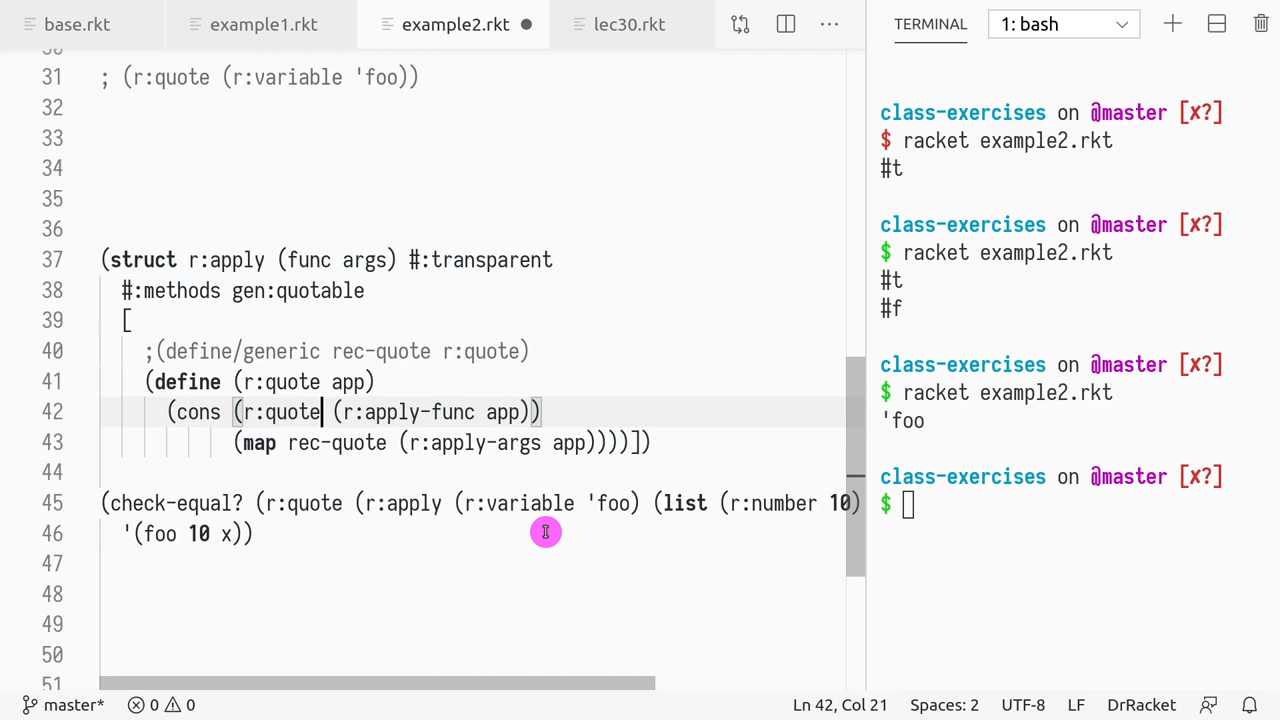 base.rkt example1.rkt example2.rkt lec30.rkt ... TERMINAL 1: bash
31 ; (r:quote (r:variable 'foo))
32
33
34
35
36
37 (struct r:apply (func args) #:transparent
38 #:methods gen:quotable
39 [
40 ;(define/generic rec-quote r:quote)
41 (define (r:quote app)
42 (cons (r:quote (r:apply-func app))
43 (map rec-quote (r:apply-args app))))])
44
45 (check-equal? (r:quote (r:apply (r:variable 'foo) (list (r:number 10)
46 '(foo 10 x))
47
48
49
50
51
class-exercises on @master [✘?]
$ racket example2.rkt
#t
class-exercises on @master [✘?]
$ racket example2.rkt
#t
#f
class-exercises on @master [✘?]
$ racket example2.rkt
'foo
class-exercises on @master [✘?]
$
master* 0 0 Ln 42, Col 21 Spaces: 2 UTF-8 LF DrRacket